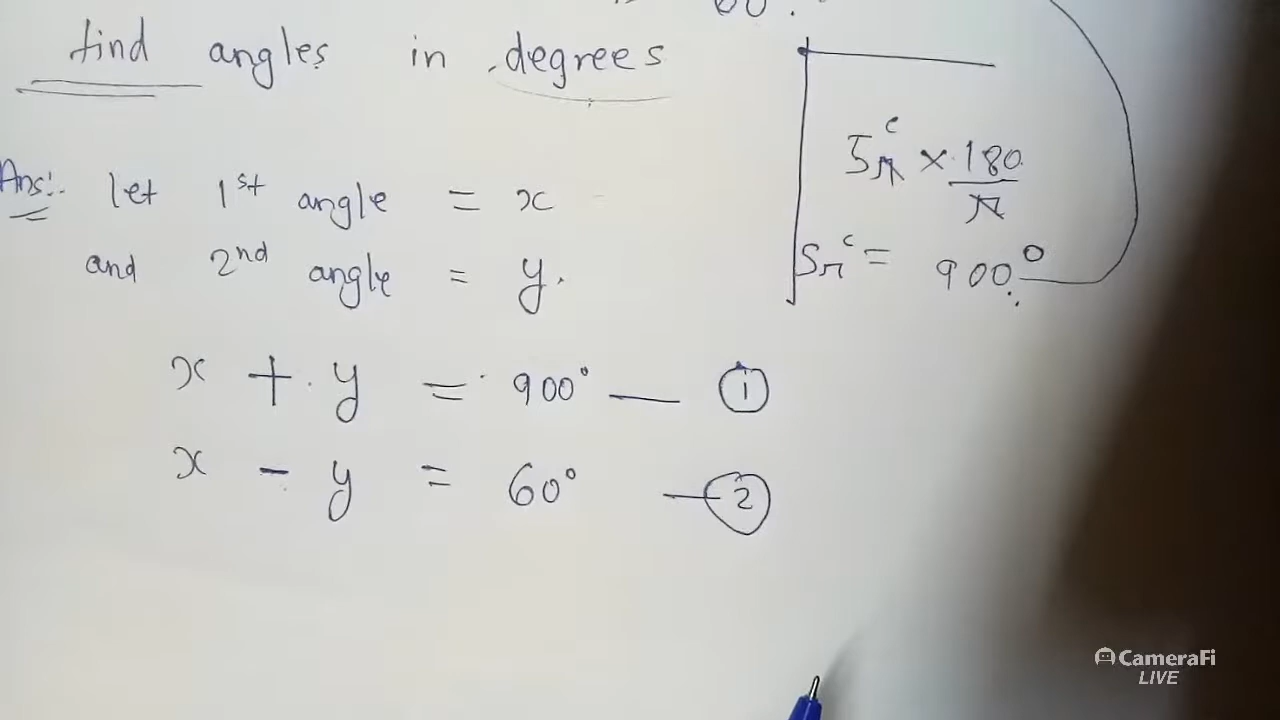 60°
find angles in degrees
Ans:- let 1st angle = x
and 2nd angle = y.
x + y = 900° — ①
x - y = 60° — ②
5π^c × 180/π
5π^c = 900°
CameraFi
LIVE